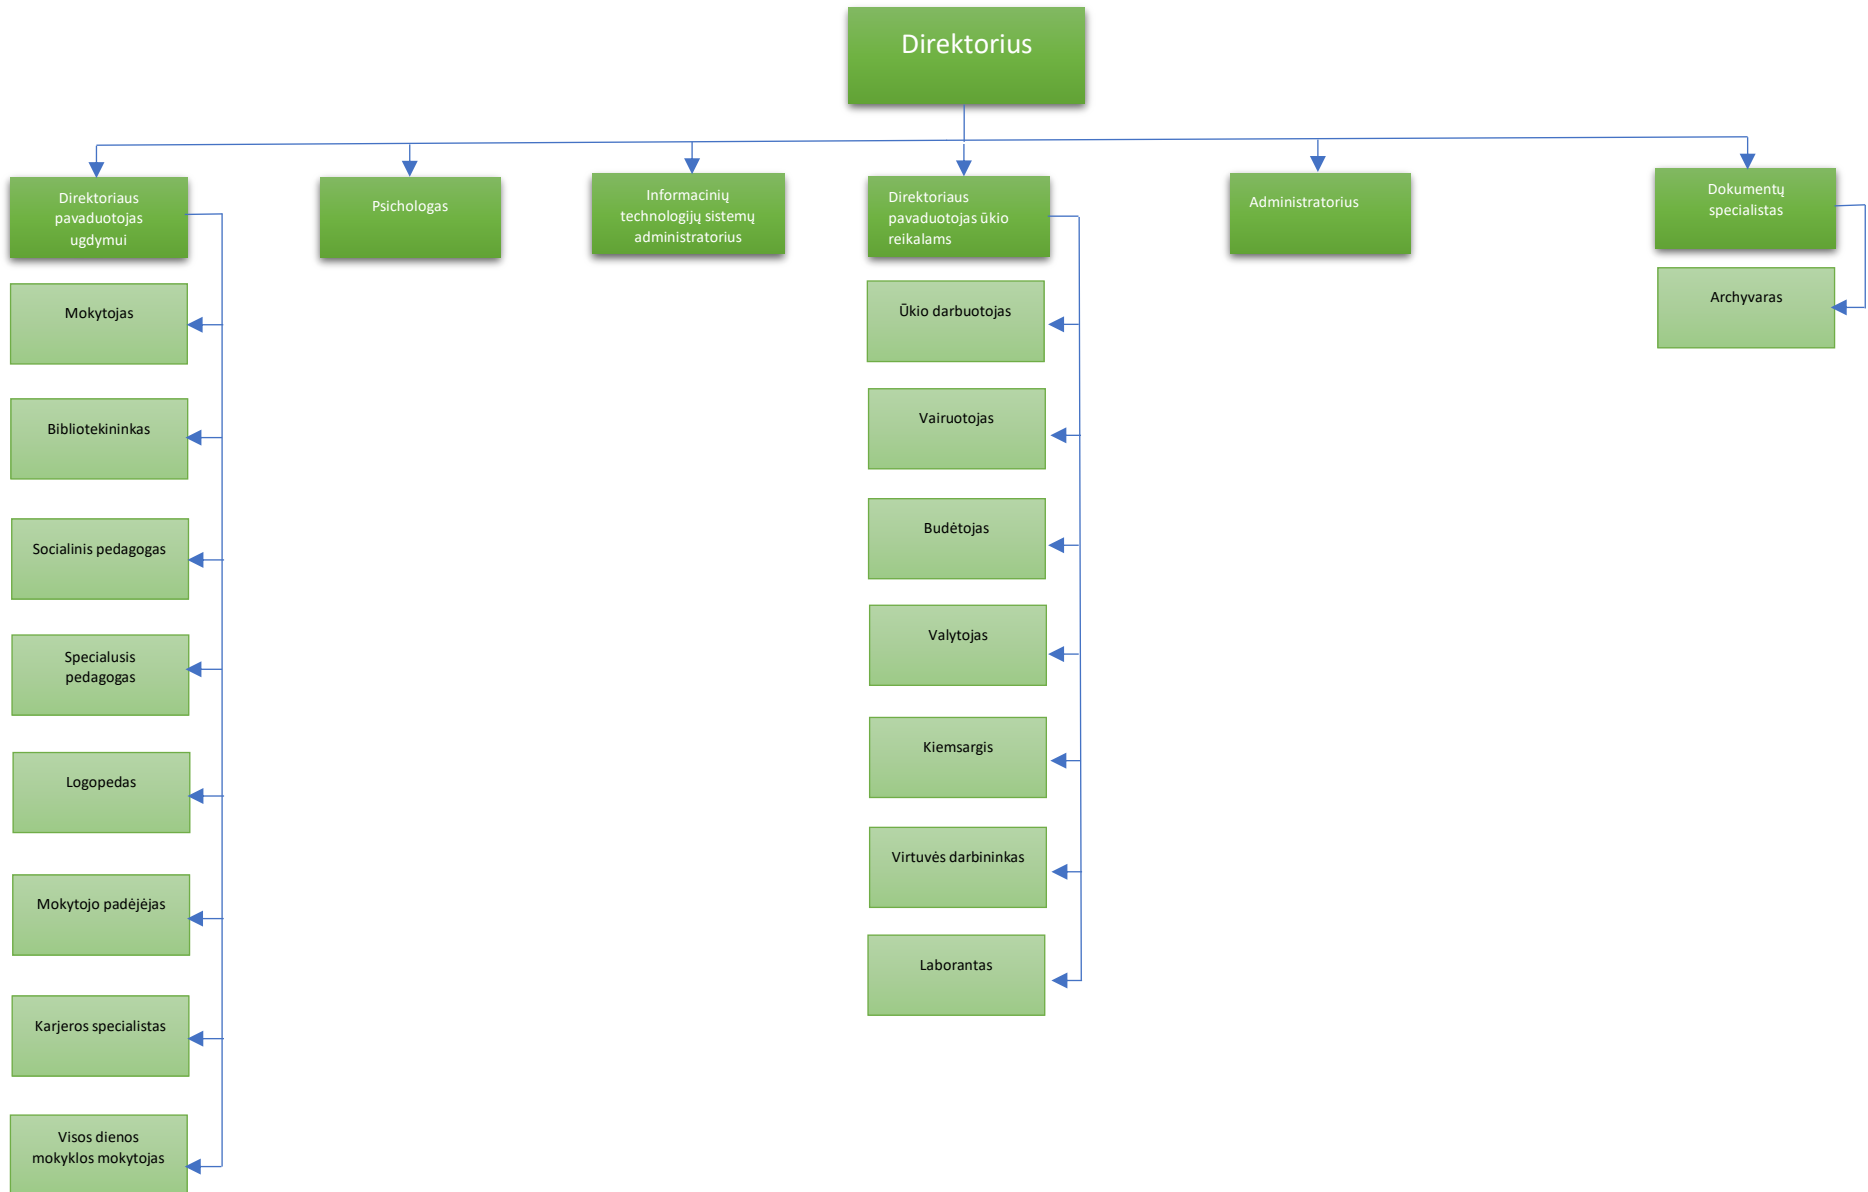 Direktorius
Direktoriaus
pavaduotojas
ugdymui
Psichologas
Informacinių
technologijų sistemų
administratorius
Direktoriaus
pavaduotojas ūkio
reikalams
Administratorius
Dokumentų
specialistas
Mokytojas
Bibliotekininkas
Socialinis pedagogas
Specialusis
pedagogas
Logopedas
Mokytojo padėjėjas
Karjeros specialistas
Visos dienos
mokyklos mokytojas
Ūkio darbuotojas
Vairuotojas
Budėtojas
Valytojas
Kiemsargis
Virtuvės darbininkas
Laborantas
Archyvaras